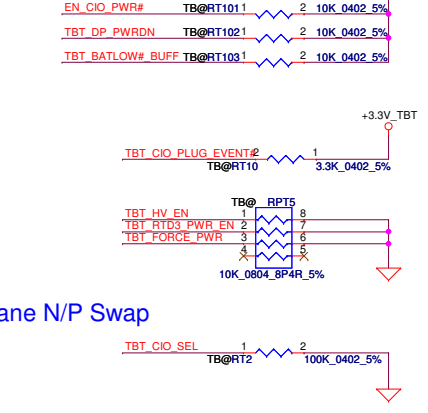 EN_CIO_PWR# TB@RT101 1 2 10K_0402_5%
TBT_DP_PWRDN TB@RT102 1 2 10K_0402_5%
TBT_BATLOW#_BUFF TB@RT103 1 2 10K_0402_5%
+3.3V_TBT
TBT_CIO_PLUG_EVENT# 2 1
TB@RT10 3.3K_0402_5%
TB@ RPT5
TBT_HV_EN 1 8
TBT_RTD3_PWR_EN 2 7
TBT_FORCE_PWR 3 6
4 5
10K_0804_8P4R_5%
ane N/P Swap
TBT_CIO_SEL 1 2
TB@RT2 100K_0402_5%